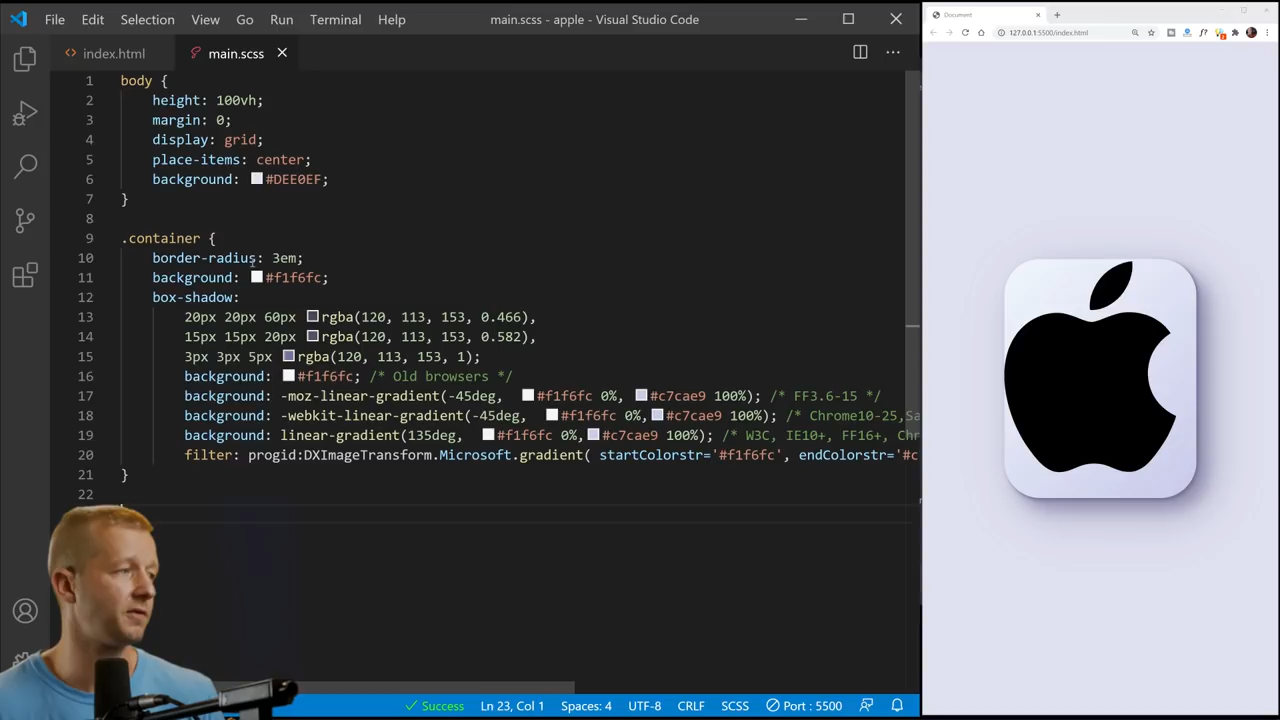 File Edit Selection View Go Run Terminal Help main.scss - apple - Visual Studio Code
index.html main.scss
1 body {
2 height: 100vh;
3 margin: 0;
4 display: grid;
5 place-items: center;
6 background: #DEE0EF;
7 }
8
9 .container {
10 border-radius: 3em;
11 background: #f1f6fc;
12 box-shadow:
13 20px 20px 60px rgba(120, 113, 153, 0.466),
14 15px 15px 20px rgba(120, 113, 153, 0.582),
15 3px 3px 5px rgba(120, 113, 153, 1);
16 background: #f1f6fc; /* Old browsers */
17 background: -moz-linear-gradient(-45deg, #f1f6fc 0%, #c7cae9 100%); /* FF3.6-15 */
18 background: -webkit-linear-gradient(-45deg, #f1f6fc 0%, #c7cae9 100%); /* Chrome10-25,Sa
19 background: linear-gradient(135deg, #f1f6fc 0%, #c7cae9 100%); /* W3C, IE10+, FF16+, Chr
20 filter: progid:DXImageTransform.Microsoft.gradient( startColorstr='#f1f6fc', endColorstr='#c
21 }
22
Success Ln 23, Col 1 Spaces: 4 UTF-8 CRLF SCSS Port : 5500
Document
127.0.0.1:5500/index.html